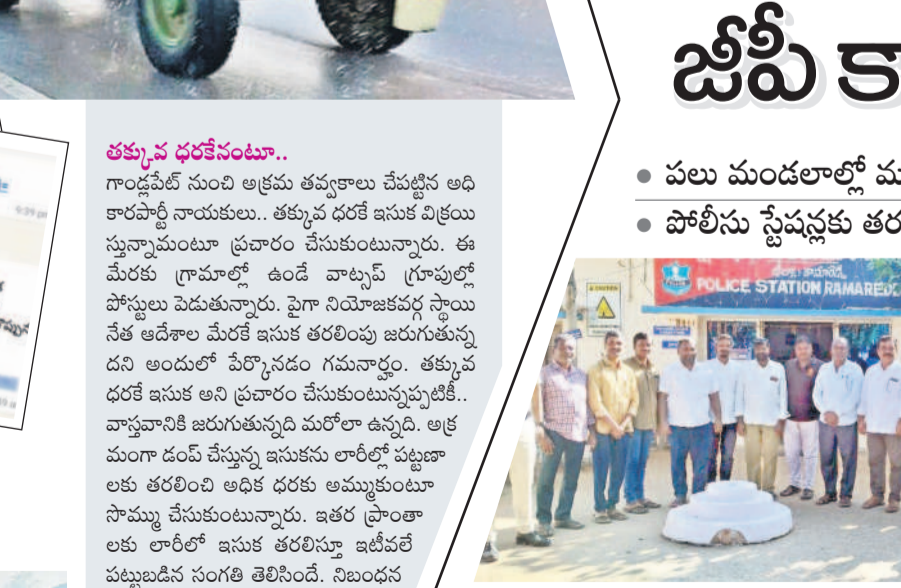 తక్కువ ధరకేనంటూ..
గాండ్లపేట్ నుంచి అక్రమ తవ్వకాలు చేపట్టిన అధి
కారపార్టీ నాయకులు.. తక్కువ ధరకే ఇసుక విక్రయి
స్తున్నామంటూ ప్రచారం చేసుకుంటున్నారు. ఈ
మేరకు గ్రామాల్లో ఉండే వాట్సప్ గ్రూపుల్లో
పోస్టులు పెడుతున్నారు. పైగా నియోజకవర్గ స్థాయి
నేత ఆదేశాల మేరకే ఇసుక తరలింపు జరుగుతున్న
దని అందులో పేర్కొనడం గమనార్హం. తక్కువ
ధరకే ఇసుక అని ప్రచారం చేసుకుంటున్నప్పటికీ..
వాస్తవానికి జరుగుతున్నది మరోలా ఉన్నది. అక్ర
మంగా డంప్ చేస్తున్న ఇసుకను లారీల్లో పట్టణా
లకు తరలించి అధిక ధరకు అమ్ముకుంటూ
సొమ్ము చేసుకుంటున్నారు. ఇతర ప్రాంతా
లకు లారీలో ఇసుక తరలిస్తూ ఇటీవలే
పట్టుబడిన సంగతి తెలిసిందే. నిబంధన
జీపీ కా
పలు మండలాల్లో మ
పోలీసు స్టేషన్లకు తర
POLICE STATION RAMAREDD